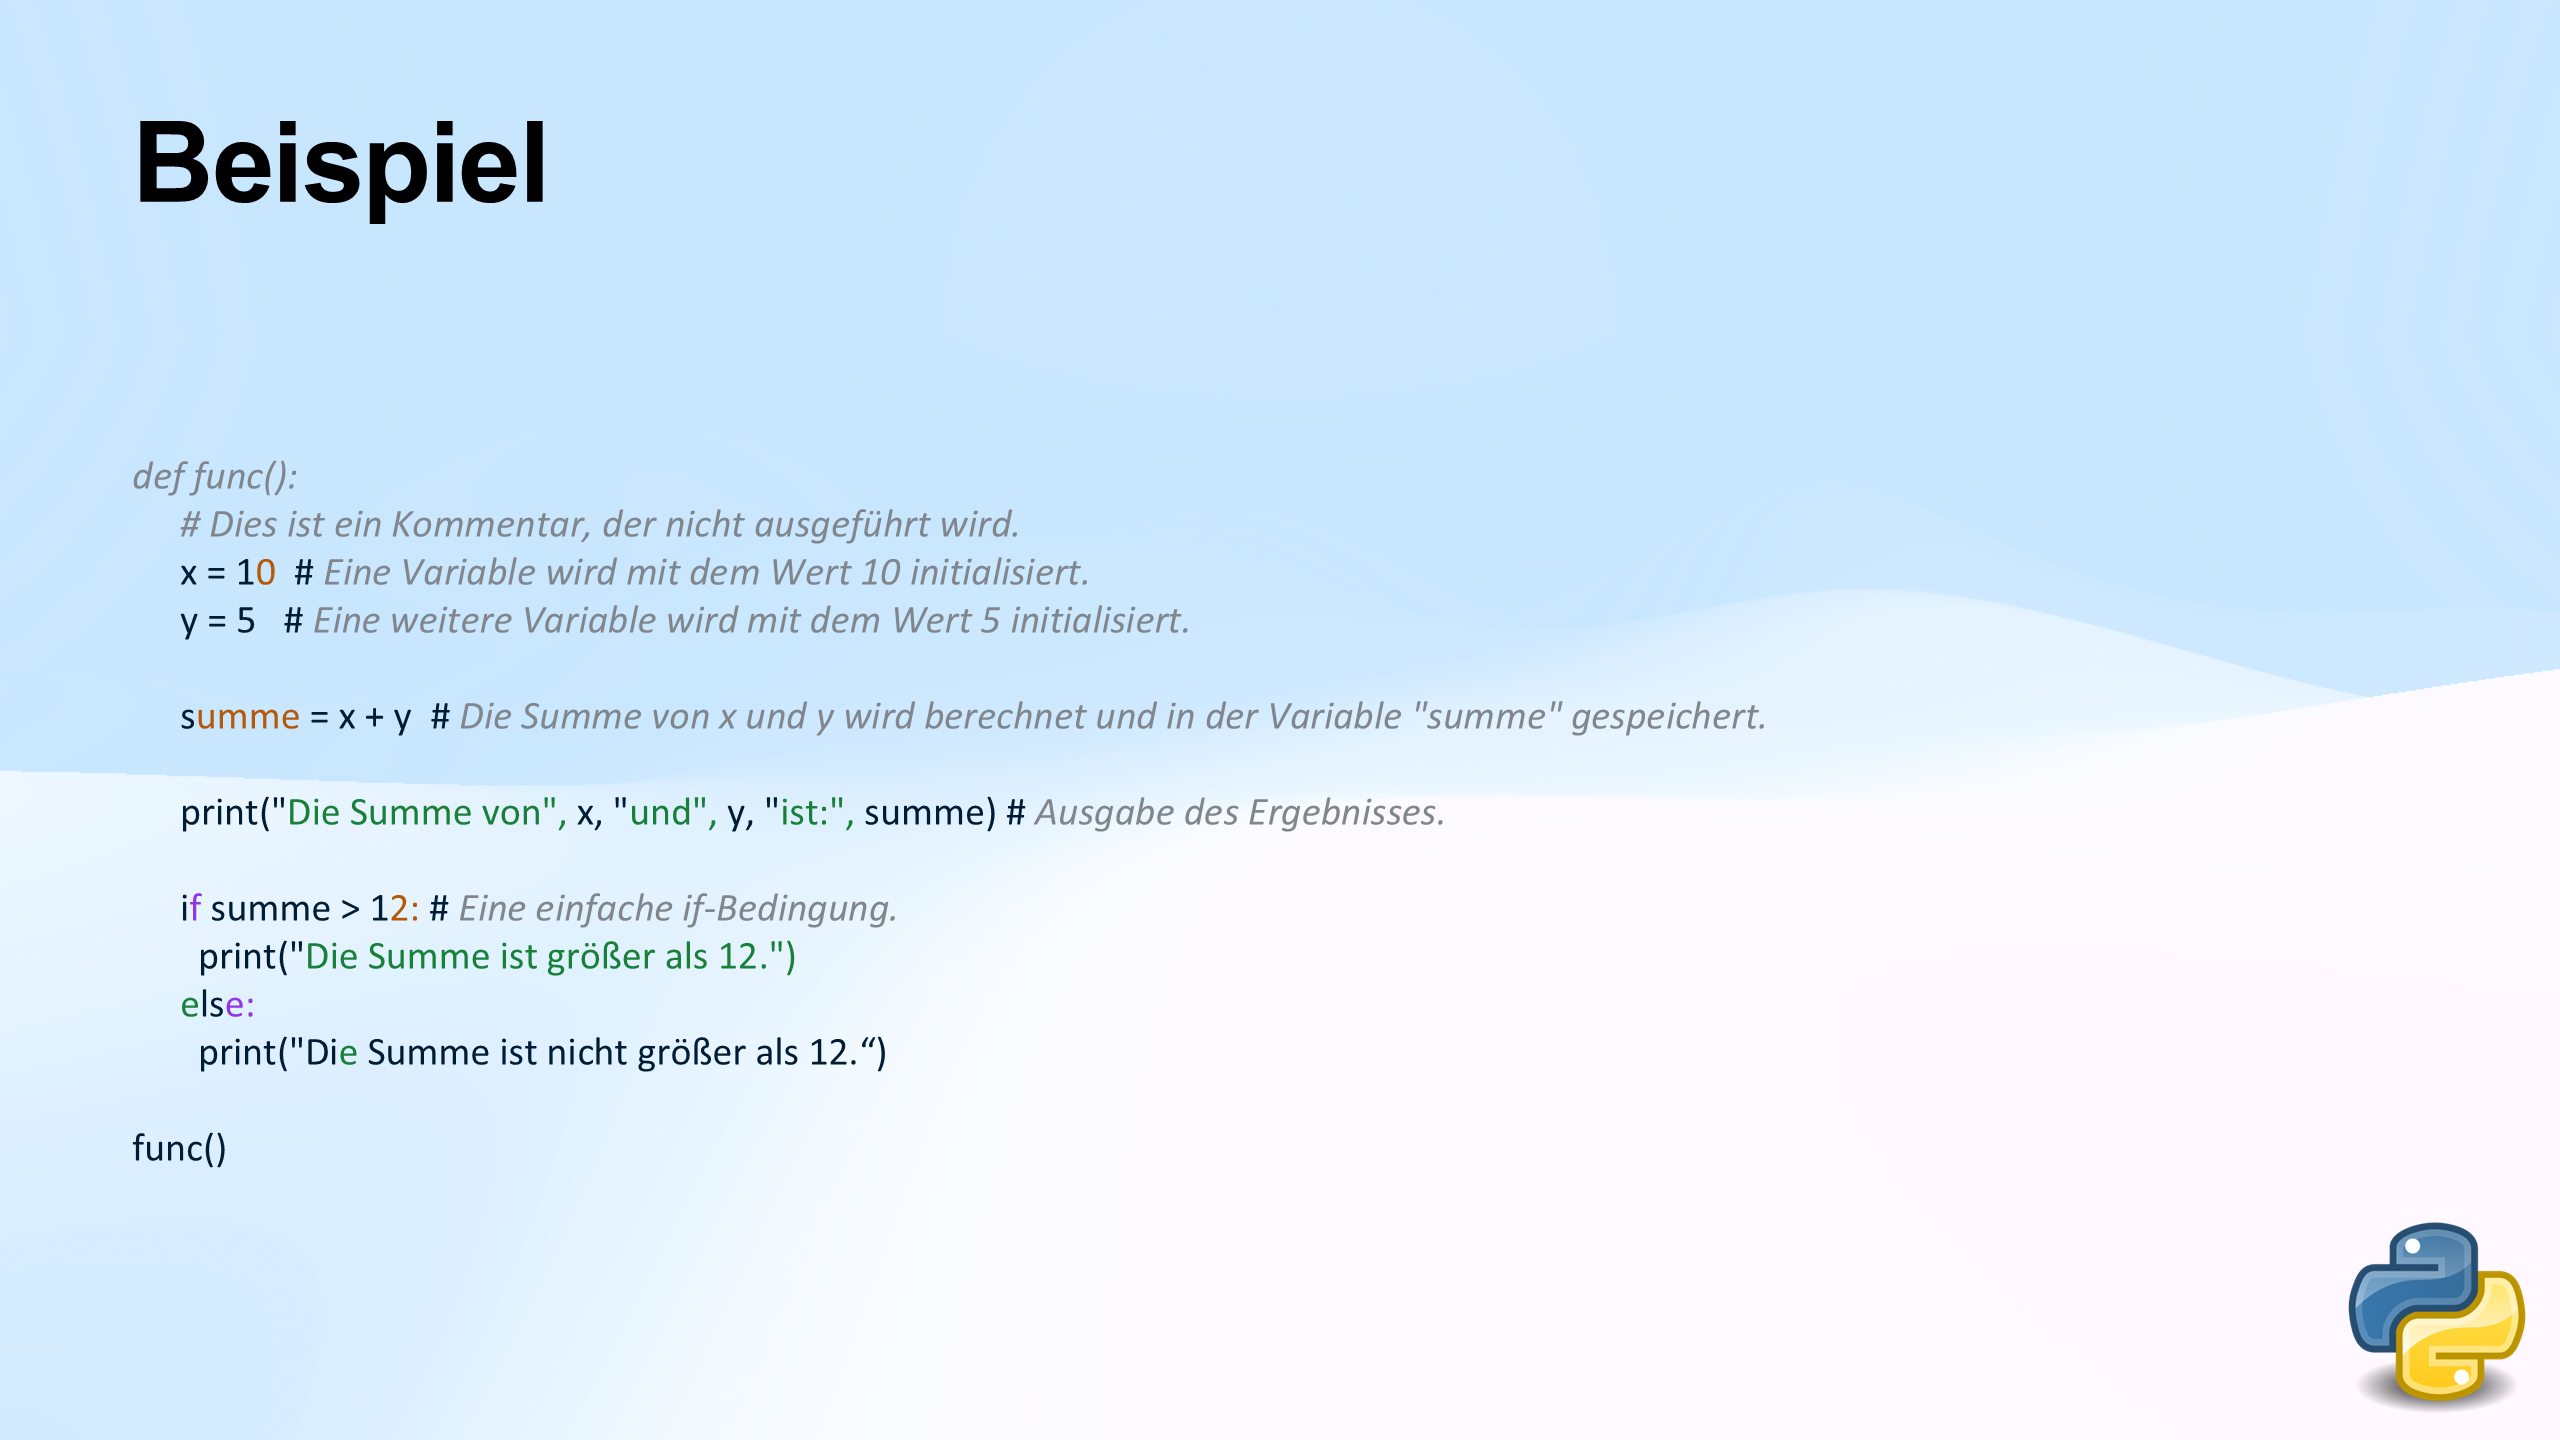 Beispiel
def func():
# Dies ist ein Kommentar, der nicht ausgeführt wird.
x = 10  # Eine Variable wird mit dem Wert 10 initialisiert.
y = 5   # Eine weitere Variable wird mit dem Wert 5 initialisiert.
summe = x + y  # Die Summe von x und y wird berechnet und in der Variable "summe" gespeichert.
print("Die Summe von", x, "und", y, "ist:", summe) # Ausgabe des Ergebnisses.
if summe > 12: # Eine einfache if-Bedingung.
print("Die Summe ist größer als 12.")
else:
print("Die Summe ist nicht größer als 12.“)
func()